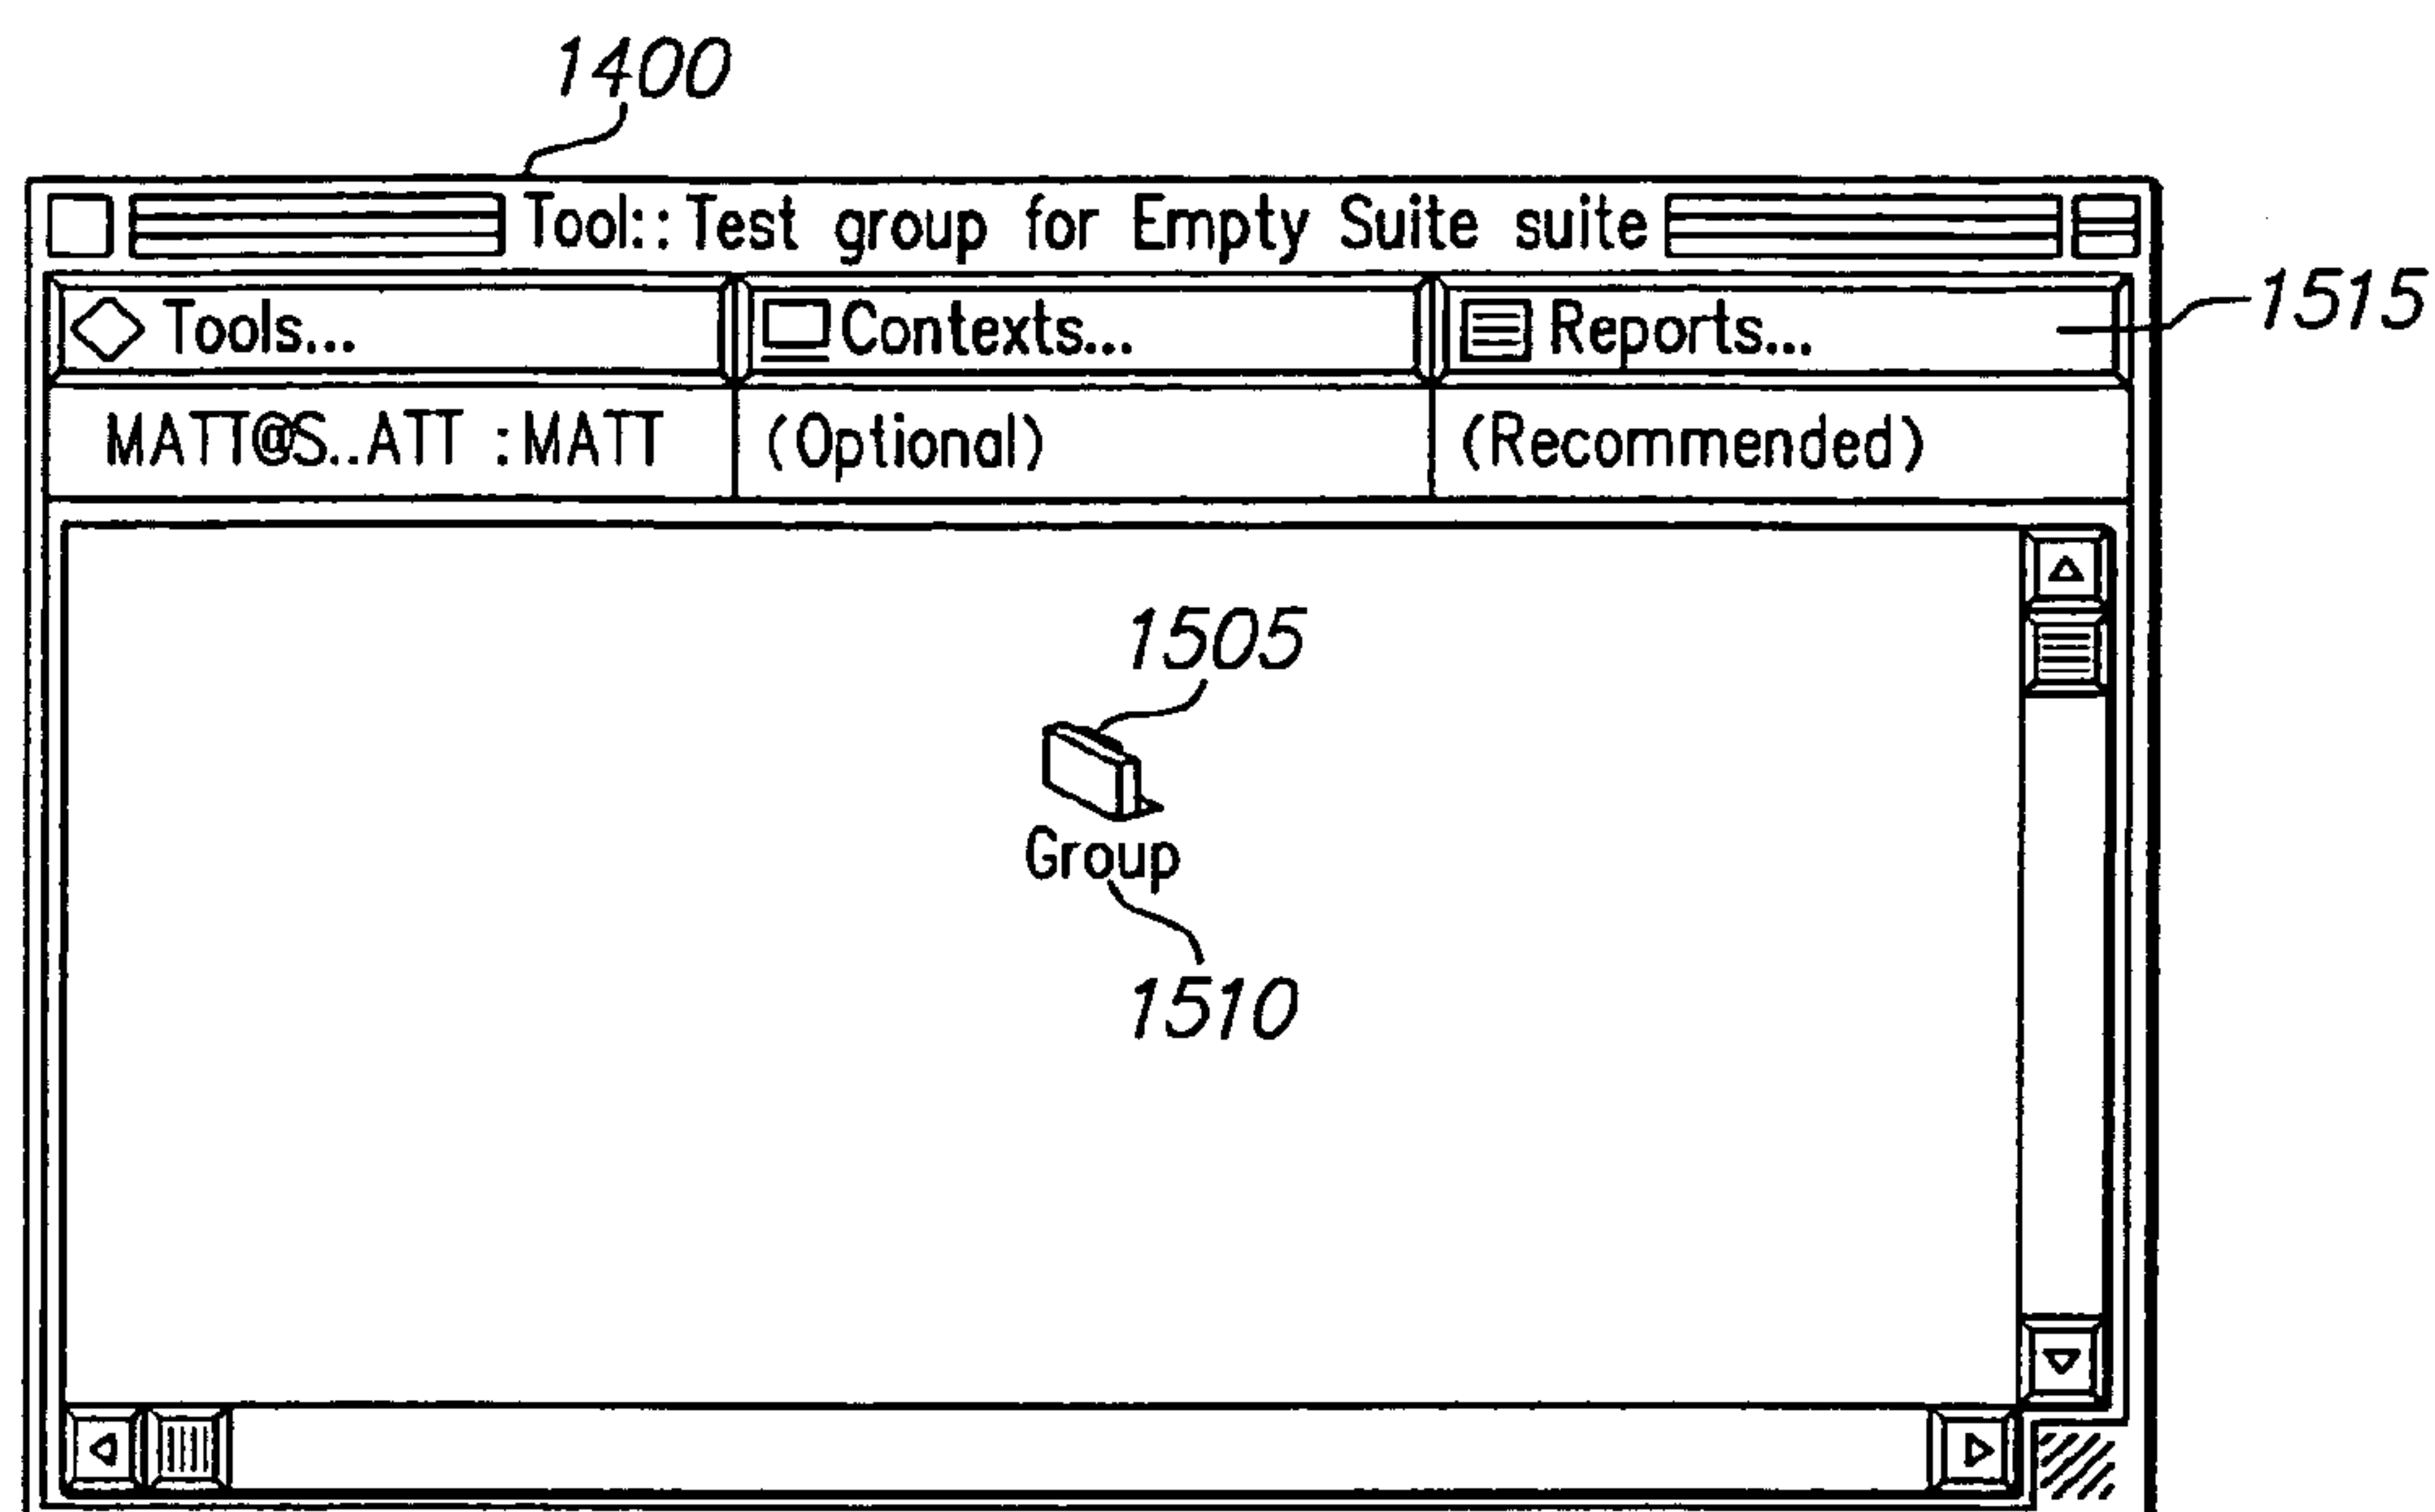 1400
Tool::Test group for Empty Suite suite
Tools... Contexts... Reports... 1515
MATT@S..ATT :MATT (Optional) (Recommended)
1505
Group
1510